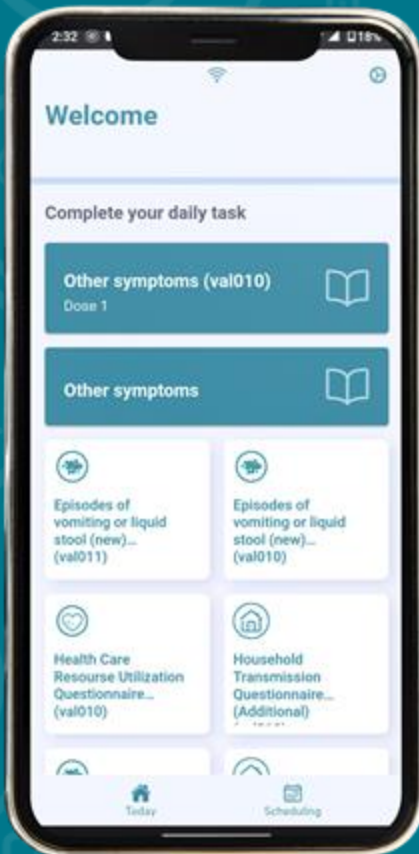 2:32
18%
Welcome
Complete your daily task
Other symptoms (val010)
Dose 1
Other symptoms
Episodes of
vomiting or liquid
stool (new)...
(val011)
Episodes of
vomiting or liquid
stool (new)...
(val010)
Health Care
Resourse Utilization
Questionnaire...
(val010)
Household
Transmission
Questionnaire...
(Additional)
Today
Scheduling